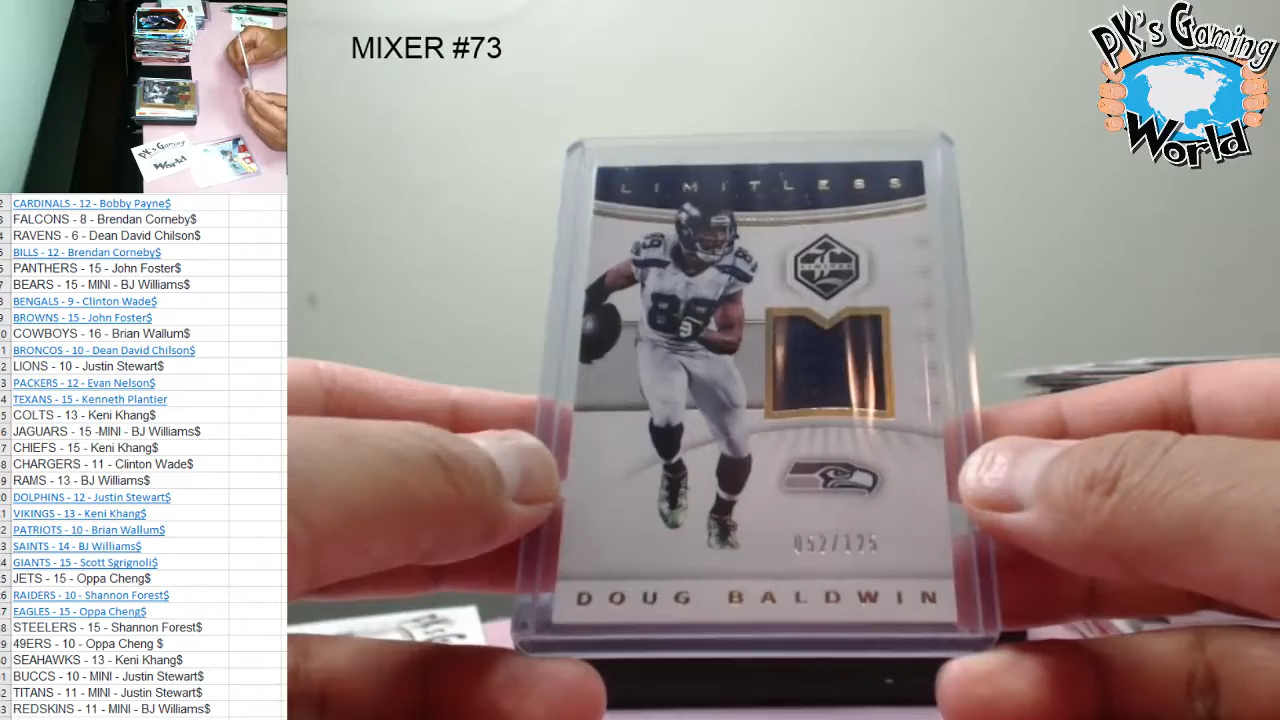 MIXER #73
PK's Gaming
World
PK's Gaming
World
CARDINALS - 12 - Bobby Payne$
FALCONS - 8 - Brendan Corneby$
RAVENS - 6 - Dean David Chilson$
BILLS - 12 - Brendan Corneby$
PANTHERS - 15 - John Foster$
BEARS - 15 - MINI - BJ Williams$
BENGALS - 9 - Clinton Wade$
BROWNS - 15 - John Foster$
COWBOYS - 16 - Brian Wallum$
BRONCOS - 10 - Dean David Chilson$
LIONS - 10 - Justin Stewart$
PACKERS - 12 - Evan Nelson$
TEXANS - 15 - Kenneth Plantier
COLTS - 13 - Keni Khang$
JAGUARS - 15 -MINI - BJ Williams$
CHIEFS - 15 - Keni Khang$
CHARGERS - 11 - Clinton Wade$
RAMS - 13 - BJ Williams$
DOLPHINS - 12 - Justin Stewart$
VIKINGS - 13 - Keni Khang$
PATRIOTS - 10 - Brian Wallum$
SAINTS - 14 - BJ Williams$
GIANTS - 15 - Scott Sgrignoli$
JETS - 15 - Oppa Cheng$
RAIDERS - 10 - Shannon Forest$
EAGLES - 15 - Oppa Cheng$
STEELERS - 15 - Shannon Forest$
49ERS - 10 - Oppa Cheng $
SEAHAWKS - 13 - Keni Khang$
BUCCS - 10 - MINI - Justin Stewart$
TITANS - 11 - MINI - Justin Stewart$
REDSKINS - 11 - MINI - BJ Williams$
LIMITLESS
LIMITED
89
89
052/125
DOUG BALDWIN